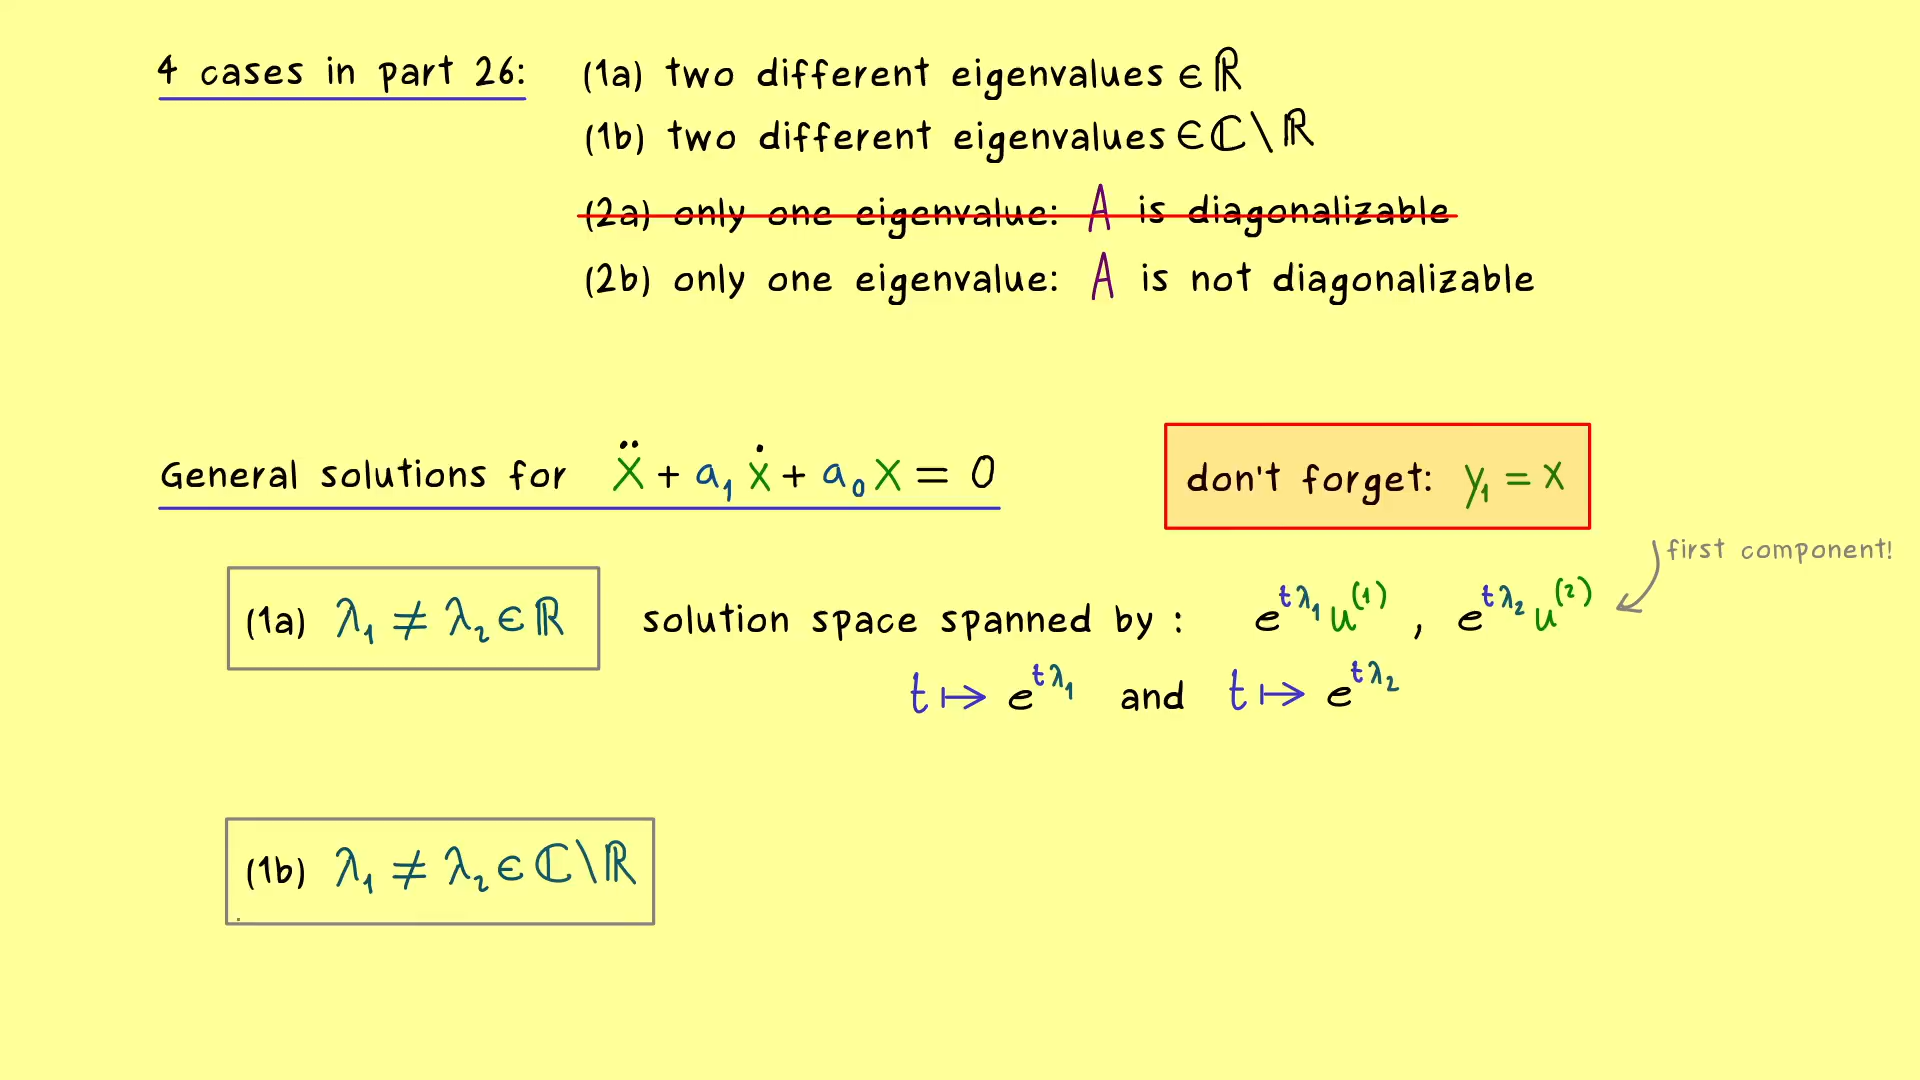 4 cases in part 26: (1a) two different eigenvalues ∈ ℝ
(1b) two different eigenvalues ∈ ℂ \ ℝ
(2a) only one eigenvalue: A is diagonalizable
(2b) only one eigenvalue: A is not diagonalizable
General solutions for ẍ + a₁ ẋ + a₀ x = 0 don't forget: y₁ = x
first component!
(1a) λ₁ ≠ λ₂ ∈ ℝ solution space spanned by : e^{tλ₁} u^{(1)} , e^{tλ₂} u^{(2)}
t ↦ e^{tλ₁} and t ↦ e^{tλ₂}
(1b) λ₁ ≠ λ₂ ∈ ℂ \ ℝ